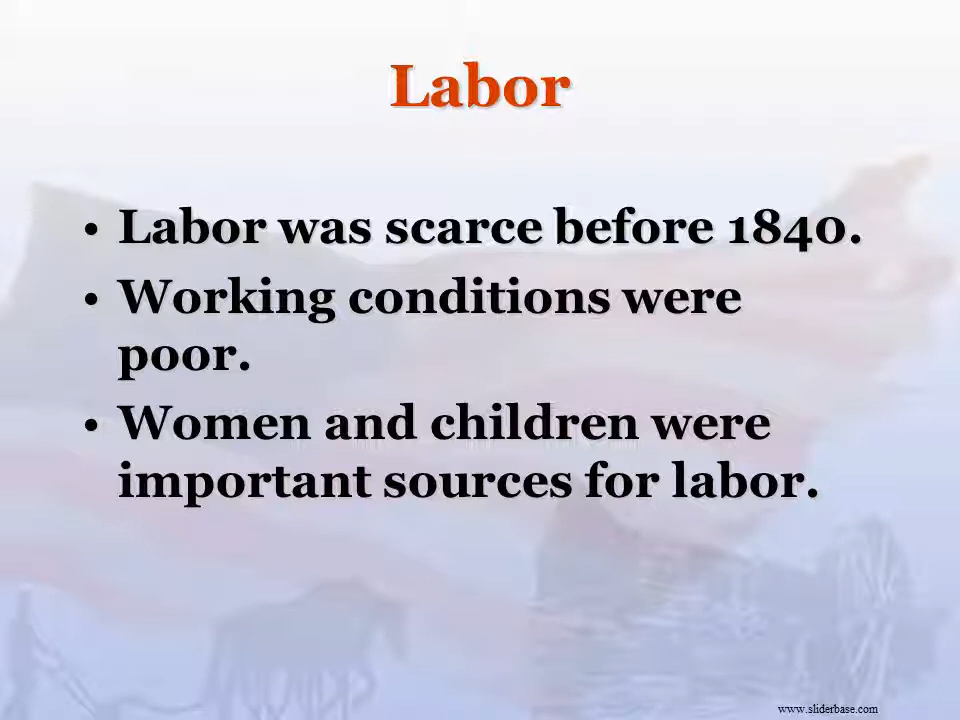 Labor
• Labor was scarce before 1840.
• Working conditions were
poor.
• Women and children were
important sources for labor.
www.sliderbase.com